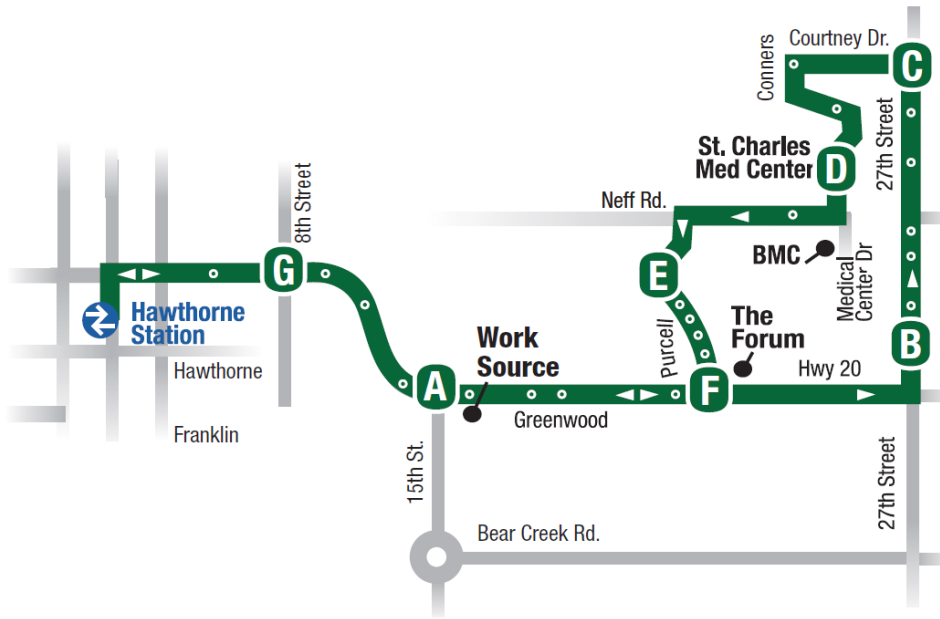 Courtney Dr.
C
Conners
27th Street
St. Charles
Med Center
D
Neff Rd.
8th Street
BMC
Medical
Center Dr
G
E
Hawthorne
Station
Work
Source
Purcell
The
Forum
B
Hwy 20
Hawthorne
A
F
Greenwood
Franklin
15th St.
27th Street
Bear Creek Rd.